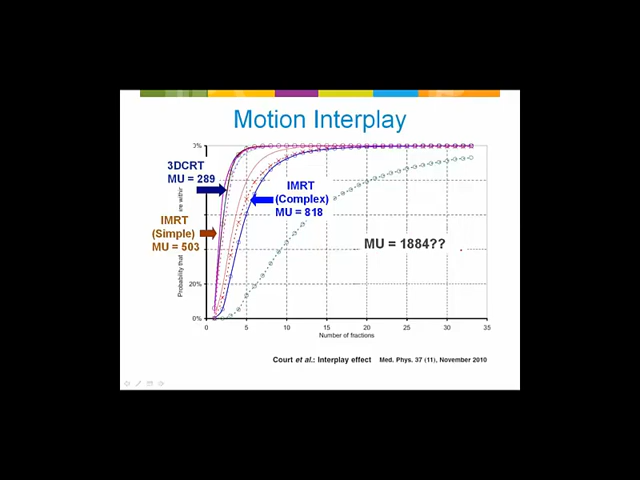 Motion Interplay
3DCRT
MU = 289
IMRT
(Complex)
MU = 818
IMRT
(Simple)
MU = 503
MU = 1884??
Probability that
20%
0%
0 5 10 15 20 25 30 35
Number of fractions
Court et al.: Interplay effect Med. Phys. 37 (11), November 2010